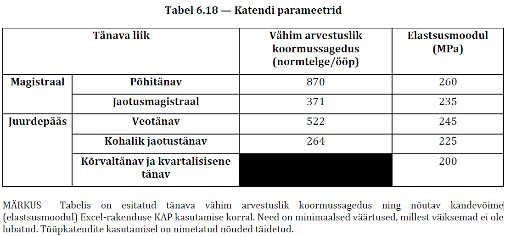 Tabel 6.18 — Katendi parameetrid
Tänava liik
Vähim arvestuslik
koormussagedus
(normtelge/ööp)
Elastsusmoodul
(MPa)
Magistraal
Põhitänav
870
260
Jaotusmagistraal
371
235
Juurdepääs
Veotänav
522
245
Kohalik jaotustänav
264
225
Kõrvaltänav ja kvartalisisene
tänav
200
MÄRKUS Tabelis on esitatud tänava vähim arvestuslik koormussagedus ning nõutav kandevõime
(elastsusmoodul) Excel-rakenduse KAP kasutamise korral. Need on minimaalsed väärtused, millest väiksemad ei ole
lubatud. Tüüpkatendite kasutamisel on nimetatud nõuded täidetud.